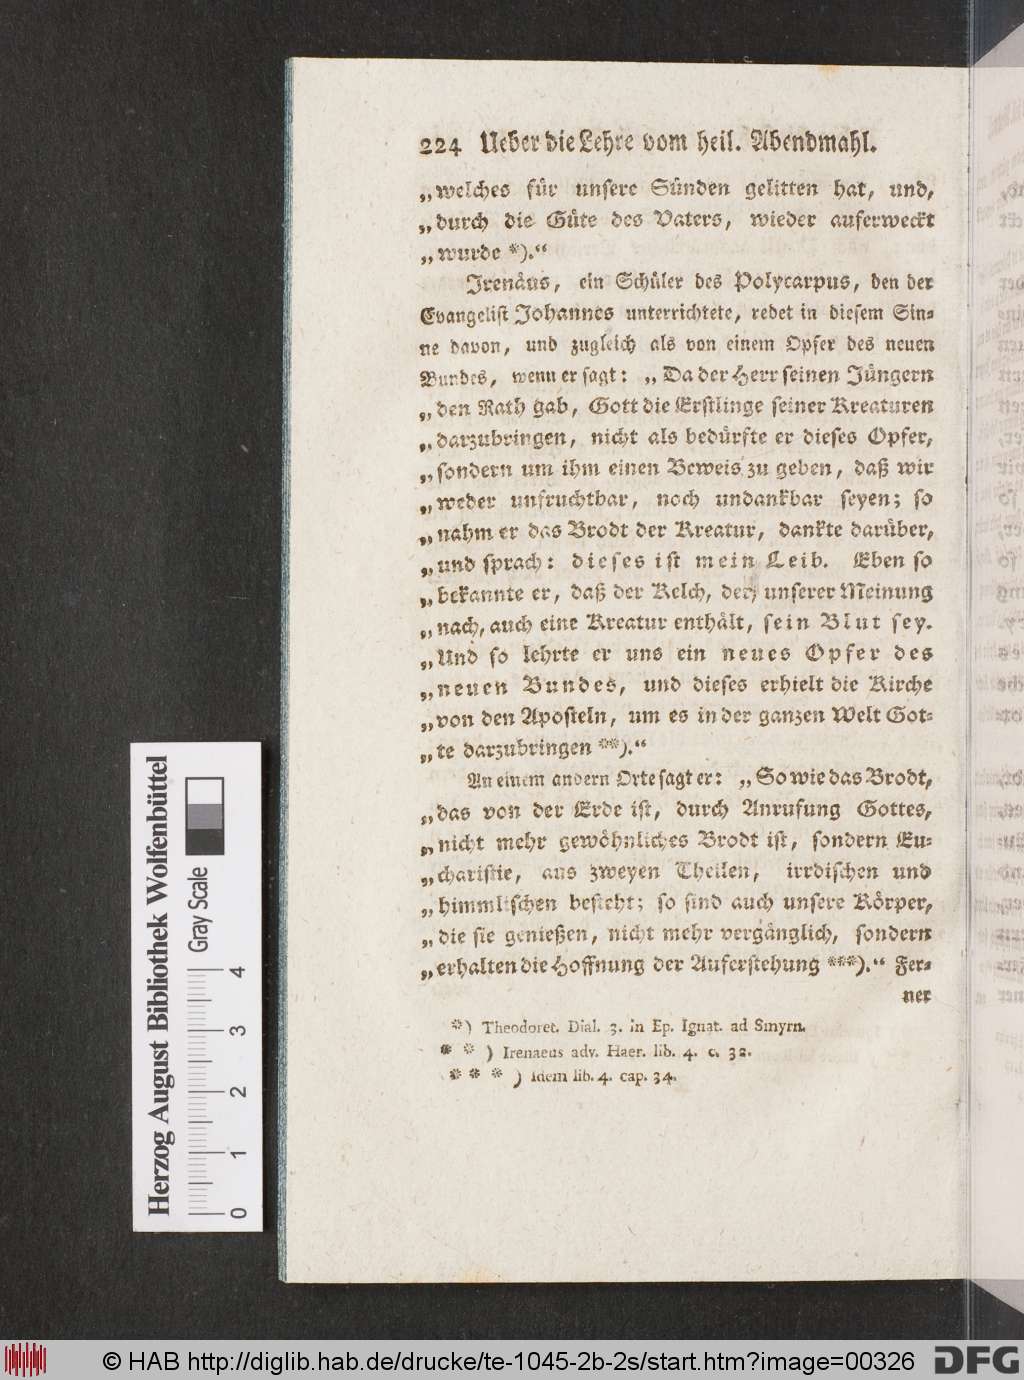 224 Ueber die Lehre vom heil. Abendmahl.
„welches für unsere Sünden gelitten hat, und,
„durch die Güte des Vaters, wieder auferweckt
„wurde *).“
Irenäus, ein Schüler des Polycarpus, den der
Evangelist Johannes unterrichtete, redet in diesem Sin-
ne davon, und zugleich als von einem Opfer des neuen
Bundes, wenn er sagt: „Da der Herr seinen Jüngern
„den Rath gab, Gott die Erstlinge seiner Kreaturen
„darzubringen, nicht als bedürfte er dieses Opfer,
„sondern um ihm einen Beweis zu geben, daß wir
„weder unfruchtbar, noch undankbar seyen; so
„nahm er das Brodt der Kreatur, dankte darüber,
„und sprach: dieses ist mein Leib. Eben so
„bekannte er, daß der Kelch, der, unserer Meinung
„nach, auch eine Kreatur enthält, sein Blut sey.
„Und so lehrte er uns ein neues Opfer des
„neuen Bundes, und dieses erhielt die Kirche
„von den Aposteln, um es in der ganzen Welt Got-
„te darzubringen **).“
An einem andern Orte sagt er: „So wie das Brodt,
„das von der Erde ist, durch Anrufung Gottes,
„nicht mehr gewöhnliches Brodt ist, sondern Eu-
„charistie, aus zweyen Theilen, irrdischen und
„himmlischen besteht; so sind auch unsere Körper,
„die sie genießen, nicht mehr vergänglich, sondern
„erhalten die Hoffnung der Auferstehung ***).“ Fer-
ner
*) Theodoret. Dial. 3. in Ep. Ignat. ad Smyrn.
**) Irenaeus adv. Haer. lib. 4. c. 32.
***) Idem lib. 4. cap. 34.
Herzog August Bibliothek Wolfenbüttel
Gray Scale
0 1 2 3 4
© HAB http://diglib.hab.de/drucke/te-1045-2b-2s/start.htm?image=00326
DFG